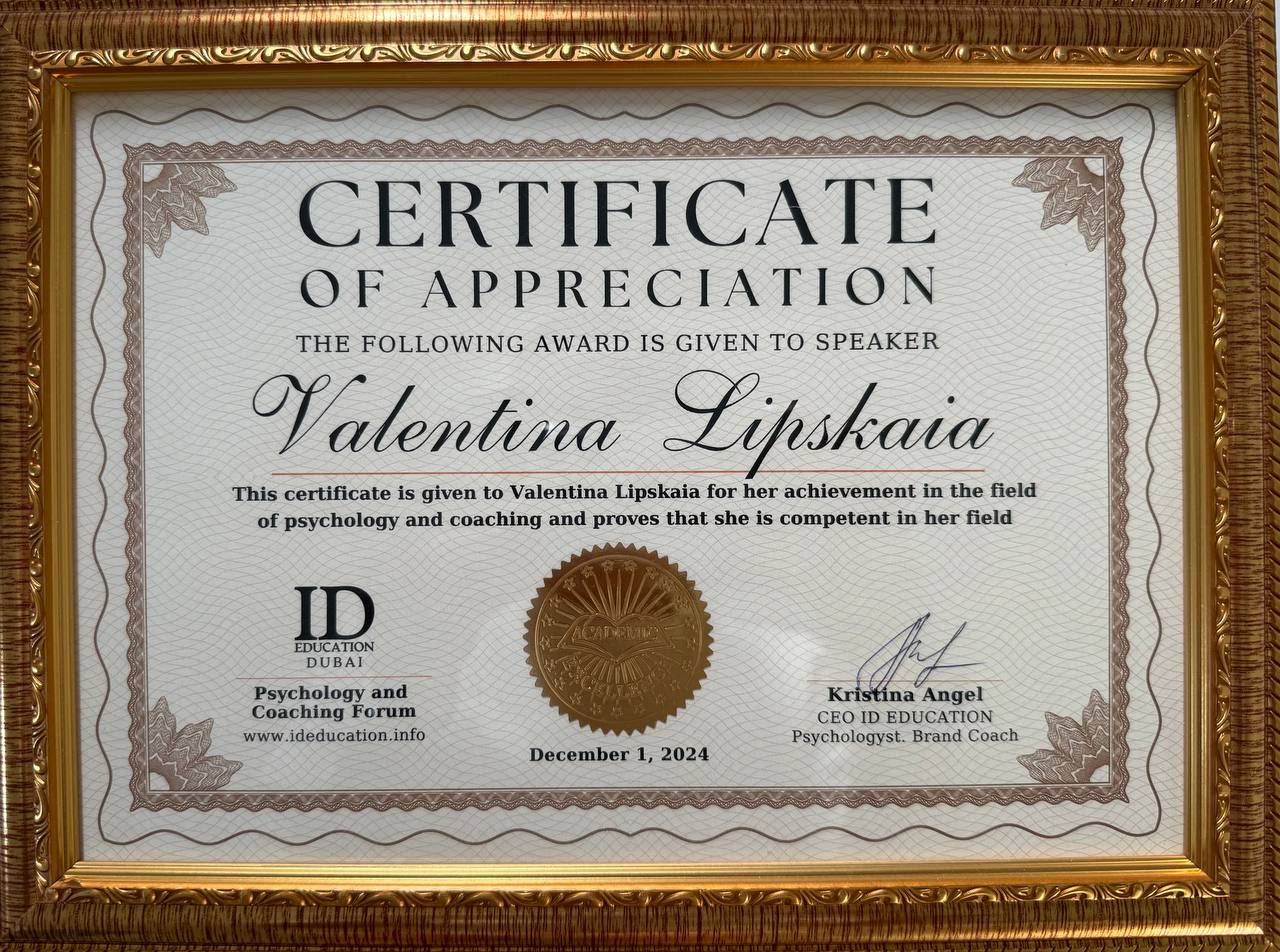 CERTIFICATE
OF APPRECIATION
THE FOLLOWING AWARD IS GIVEN TO SPEAKER
Valentina Lipskaia
This certificate is given to Valentina Lipskaia for her achievement in the field
of psychology and coaching and proves that she is competent in her field
ID
EDUCATION
DUBAI
Psychology and
Coaching Forum
www.ideducation.info
ACADEMIC
EXCELLENCE
December 1, 2024
Kristina Angel
CEO ID EDUCATION
Psychologyst. Brand Coach